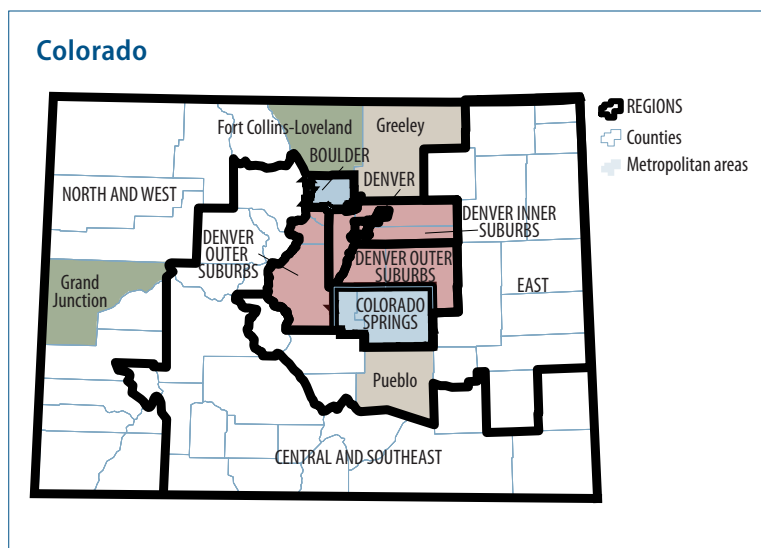 Colorado
REGIONS
Counties
Metropolitan areas
Fort Collins-Loveland
Greeley
BOULDER
DENVER
NORTH AND WEST
DENVER INNER
SUBURBS
DENVER
OUTER
SUBURBS
DENVER OUTER
SUBURBS
Grand
Junction
EAST
COLORADO
SPRINGS
Pueblo
CENTRAL AND SOUTHEAST